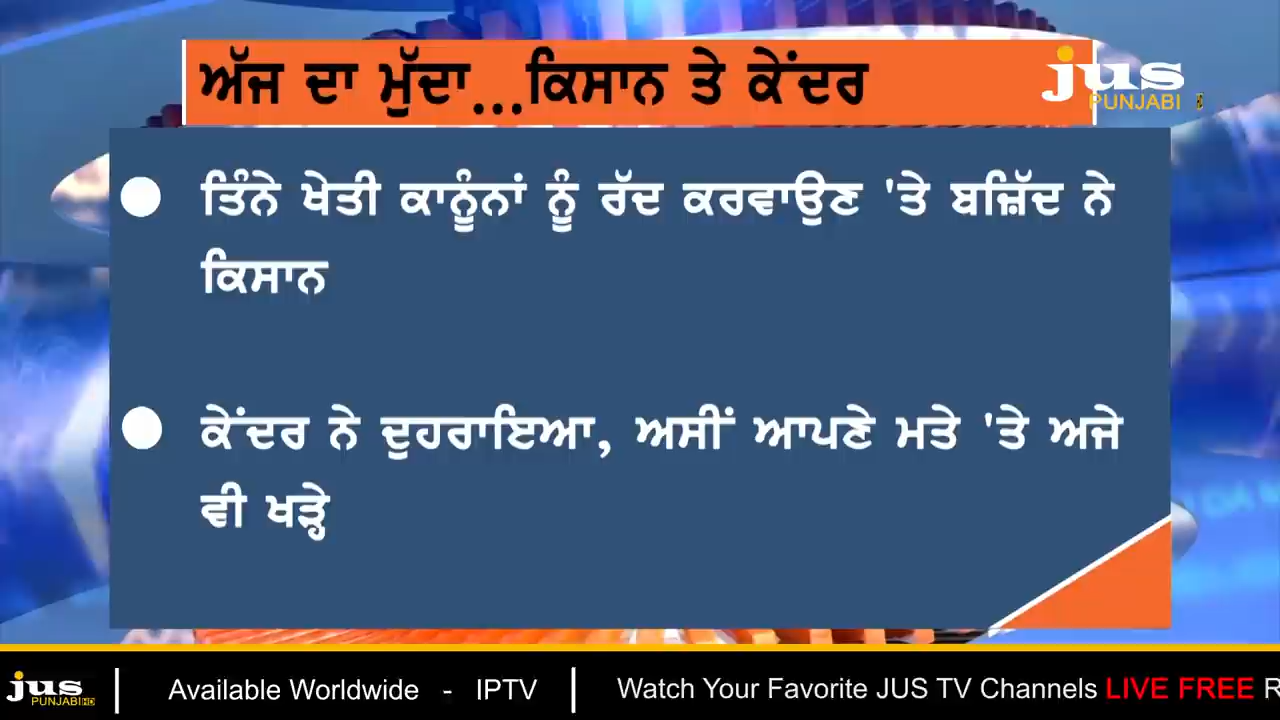 ਅੱਜ ਦਾ ਮੁੱਦਾ...ਕਿਸਾਨ ਤੇ ਕੇਂਦਰ
jus
PUNJABI
ਤਿੰਨੇ ਖੇਤੀ ਕਾਨੂੰਨਾਂ ਨੂੰ ਰੱਦ ਕਰਵਾਉਣ 'ਤੇ ਬਜ਼ਿੱਦ ਨੇ
ਕਿਸਾਨ
ਕੇਂਦਰ ਨੇ ਦੁਹਰਾਇਆ, ਅਸੀਂ ਆਪਣੇ ਮਤੇ 'ਤੇ ਅਜੇ
ਵੀ ਖੜ੍ਹੇ
jus
PUNJABI HD
Available Worldwide - IPTV
Watch Your Favorite JUS TV Channels LIVE FREE R